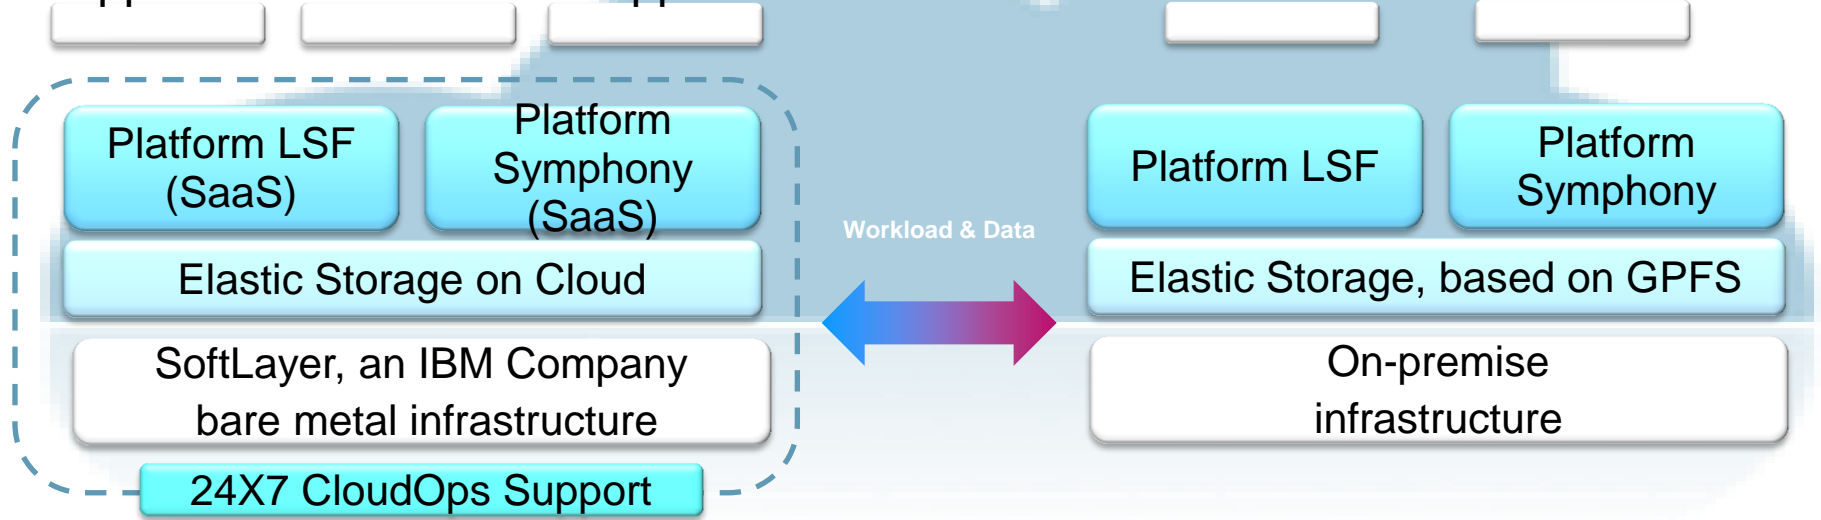 Platform LSF
(SaaS)
Platform
Symphony
(SaaS)
Elastic Storage on Cloud
SoftLayer, an IBM Company
bare metal infrastructure
24X7 CloudOps Support
Workload & Data
Platform LSF
Platform
Symphony
Elastic Storage, based on GPFS
On-premise
infrastructure